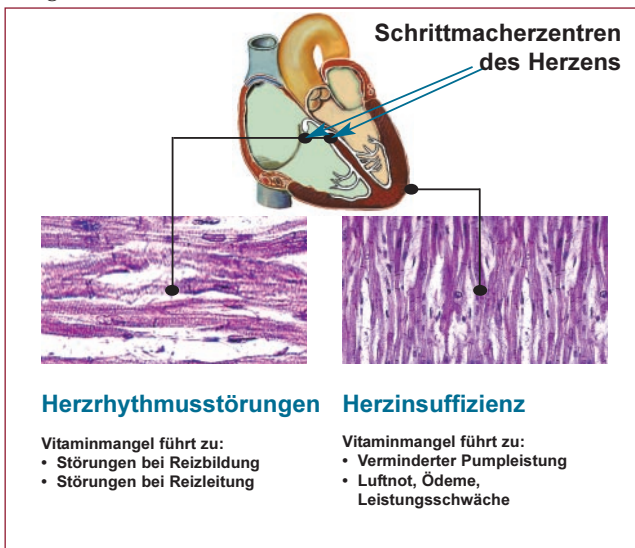 Schrittmacherzentren
des Herzens
Herzrhythmusstörungen
Vitaminmangel führt zu:
• Störungen bei Reizbildung
• Störungen bei Reizleitung
Herzinsuffizienz
Vitaminmangel führt zu:
• Verminderter Pumpleistung
• Luftnot, Ödeme,
Leistungsschwäche